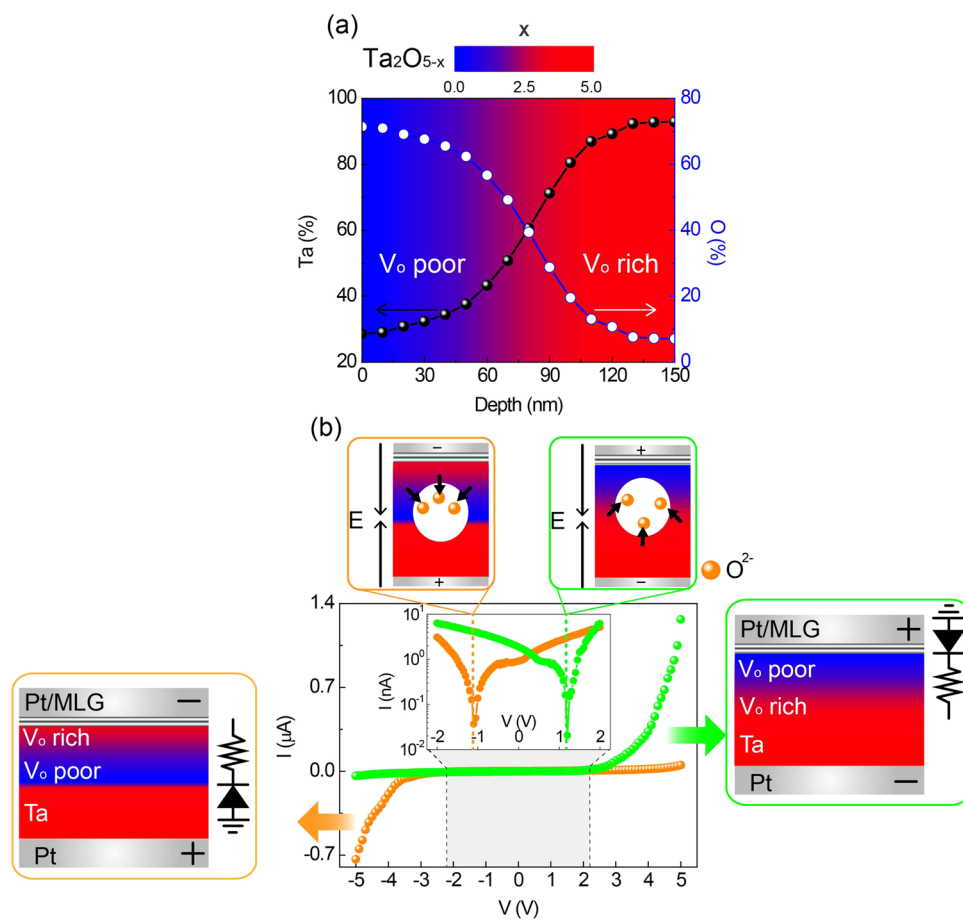 (a)
x
Ta₂O₅₋ₓ
0.0 2.5 5.0
100 80
80 60
60 40
40 20
20 0
Ta (%)
O (%)
Vₒ poor Vₒ rich
0 30 60 90 120 150
Depth (nm)
(b)
− +
E E
+ −
O²⁻
1.4
0.7
0.0
-0.7
I (µA)
10¹
10⁰
10⁻¹
10⁻²
I (nA)
V (V)
-2 -1 0 1 2
Pt/MLG +
Vₒ poor
Vₒ rich
Ta
Pt −
Pt/MLG −
Vₒ rich
Vₒ poor
Ta
Pt +
-5 -4 -3 -2 -1 0 1 2 3 4 5
V (V)